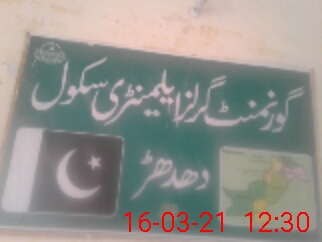 گورنمنٹ گرلز ایلیمنٹری سکول
دھدھڑ
16-03-21 12:30